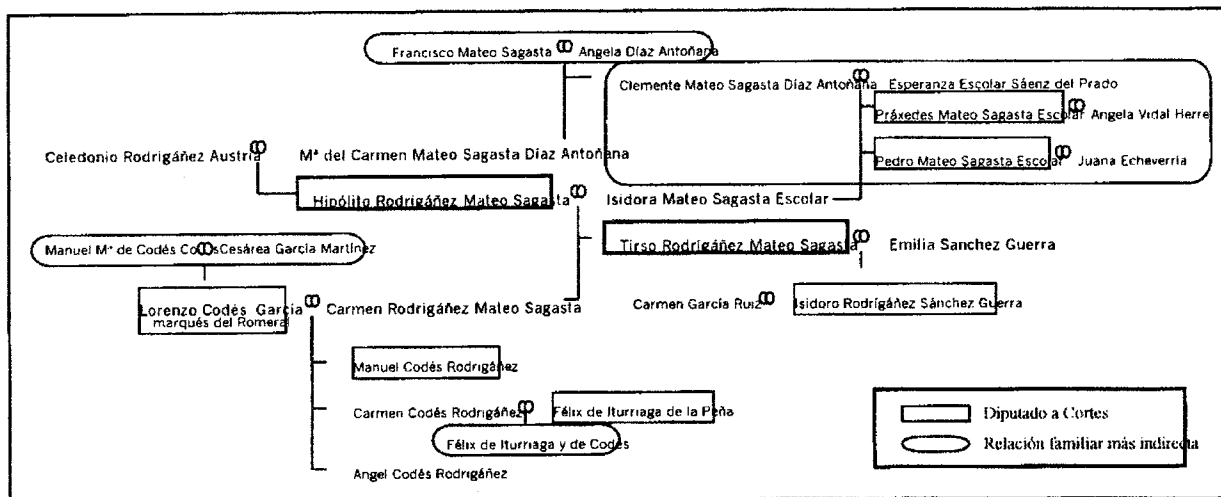 Francisco Mateo Sagasta Angela Díaz Antoñana
Clemente Mateo Sagasta Díaz Antoñana Esperanza Escolar Sáenz del Prado
Práxedes Mateo Sagasta Escolar Angela Vidal Herre
Celedonio Rodrigáñez Austria Mª del Carmen Mateo Sagasta Díaz Antoñana
Pedro Mateo Sagasta Escolar Juana Echeverria
Hipólito Rodrigáñez Mateo Sagasta Isidora Mateo Sagasta Escolar
Tirso Rodrigáñez Mateo Sagasta Emilia Sanchez Guerra
Manuel Mª de Codés Cesárea García Martínez
Lorenzo Codés García Carmen Rodrigáñez Mateo Sagasta
marqués del Romeral
Carmen García Ruiz Isidoro Rodrigáñez Sánchez Guerra
Manuel Codés Rodrigáñez
Carmen Codés Rodrigáñez Félix de Iturriaga de la Peña
Félix de Iturriaga y de Codés
Angel Codés Rodrigáñez
Diputado a Cortes
Relación familiar más indirecta